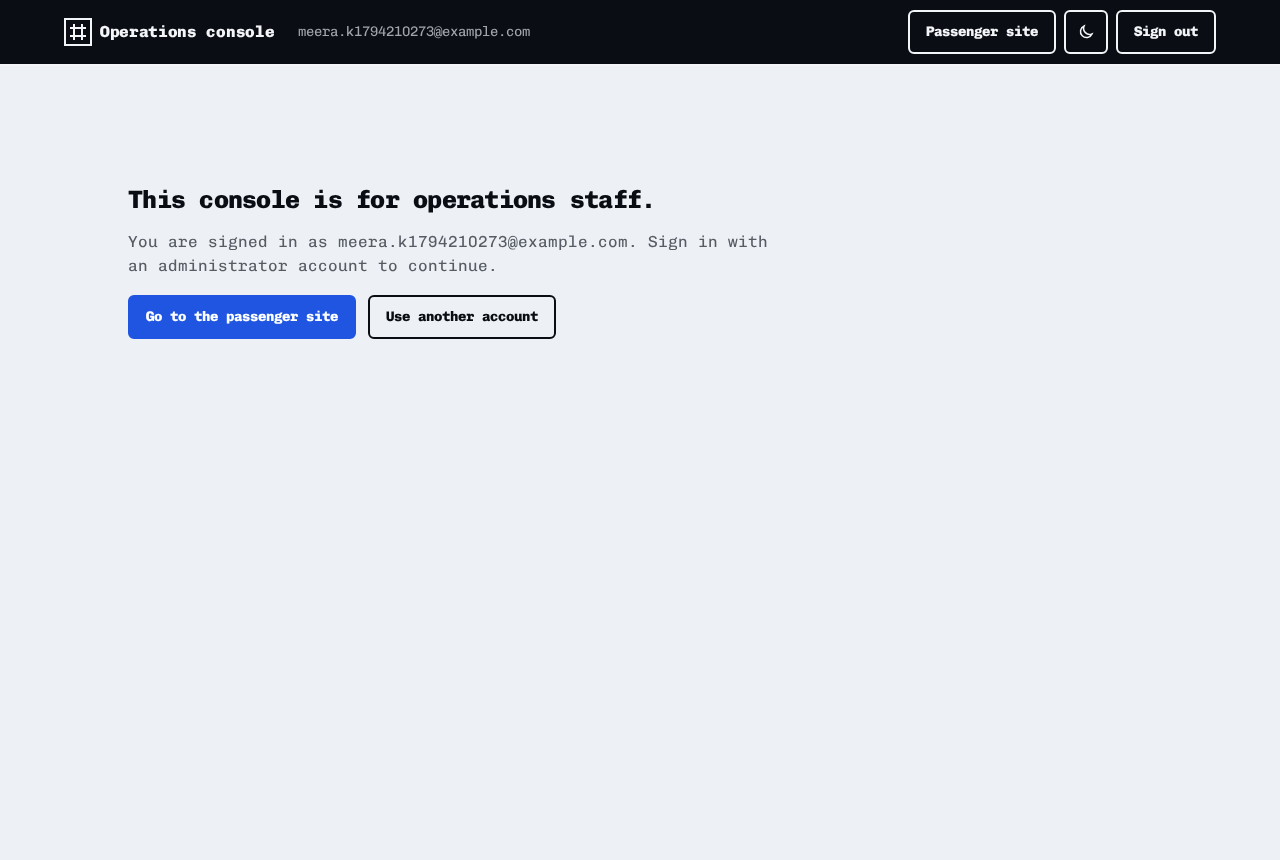 Operations console
meera.k1794210273@example.com
Passenger site
Sign out
This console is for operations staff.
You are signed in as meera.k1794210273@example.com. Sign in with
an administrator account to continue.
Go to the passenger site
Use another account